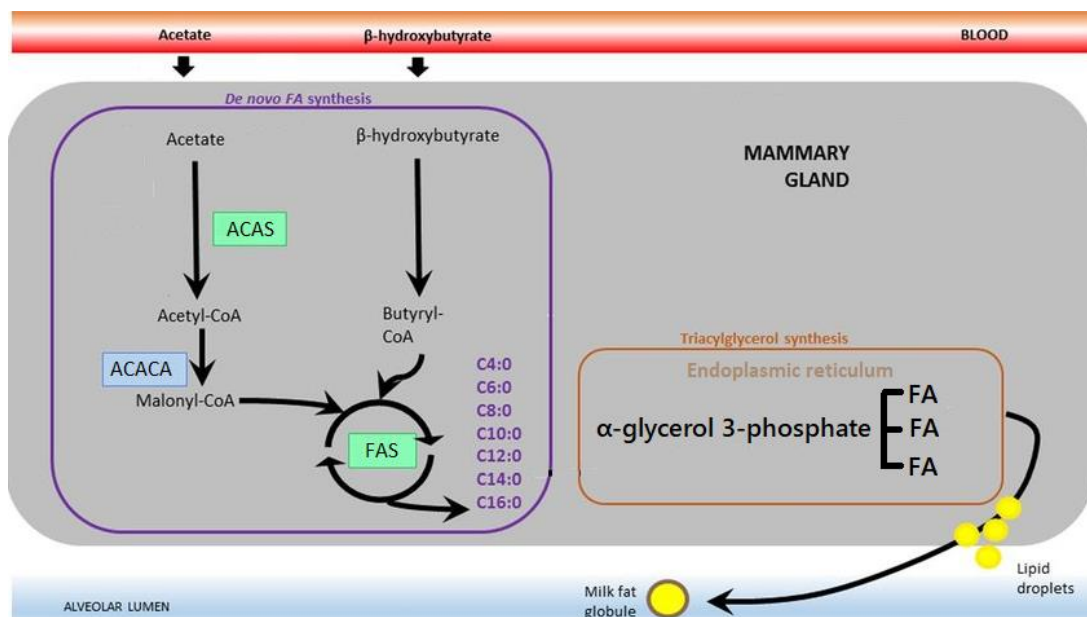 Acetate
β-hydroxybutyrate
BLOOD
De novo FA synthesis
Acetate
β-hydroxybutyrate
MAMMARY
GLAND
ACAS
Acetyl-CoA
Butyryl-
CoA
ACACA
Malonyl-CoA
FAS
C4:0
C6:0
C8:0
C10:0
C12:0
C14:0
C16:0
Triacylglycerol synthesis
Endoplasmic reticulum
α-glycerol 3-phosphate
FA
FA
FA
Lipid
droplets
Milk fat
globule
ALVEOLAR LUMEN